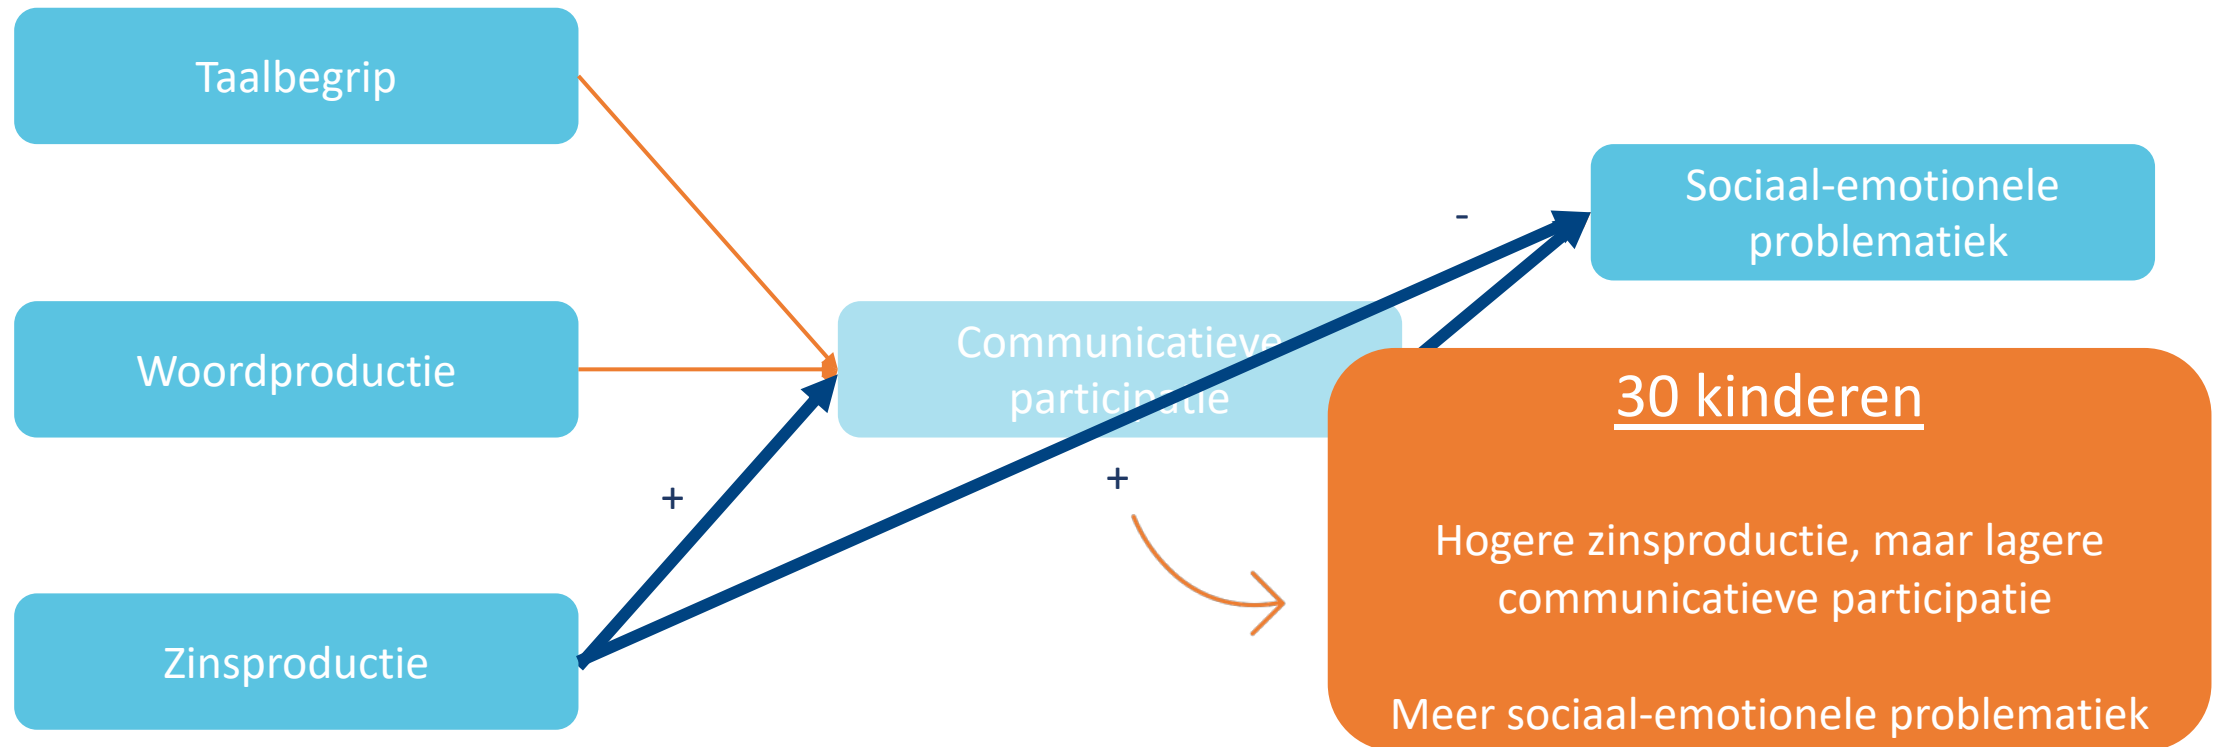 Taalbegrip
Sociaal-emotionele
problematiek
-
Woordproductie
Communicatieve
participatie
+
+
Zinsproductie
30 kinderen
Hogere zinsproductie, maar lagere
communicatieve participatie
Meer sociaal-emotionele problematiek